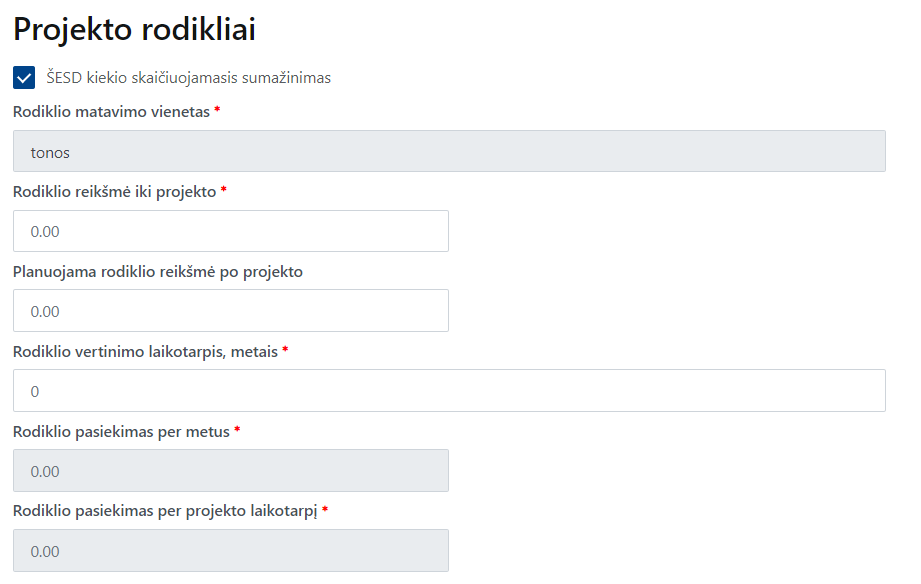 Projekto rodikliai
ŠESD kiekio skaičiuojamasis sumažinimas
Rodiklio matavimo vienetas *
tonos
Rodiklio reikšmė iki projekto *
0.00
Planuojama rodiklio reikšmė po projekto
0.00
Rodiklio vertinimo laikotarpis, metais *
0
Rodiklio pasiekimas per metus *
0.00
Rodiklio pasiekimas per projekto laikotarpį *
0.00